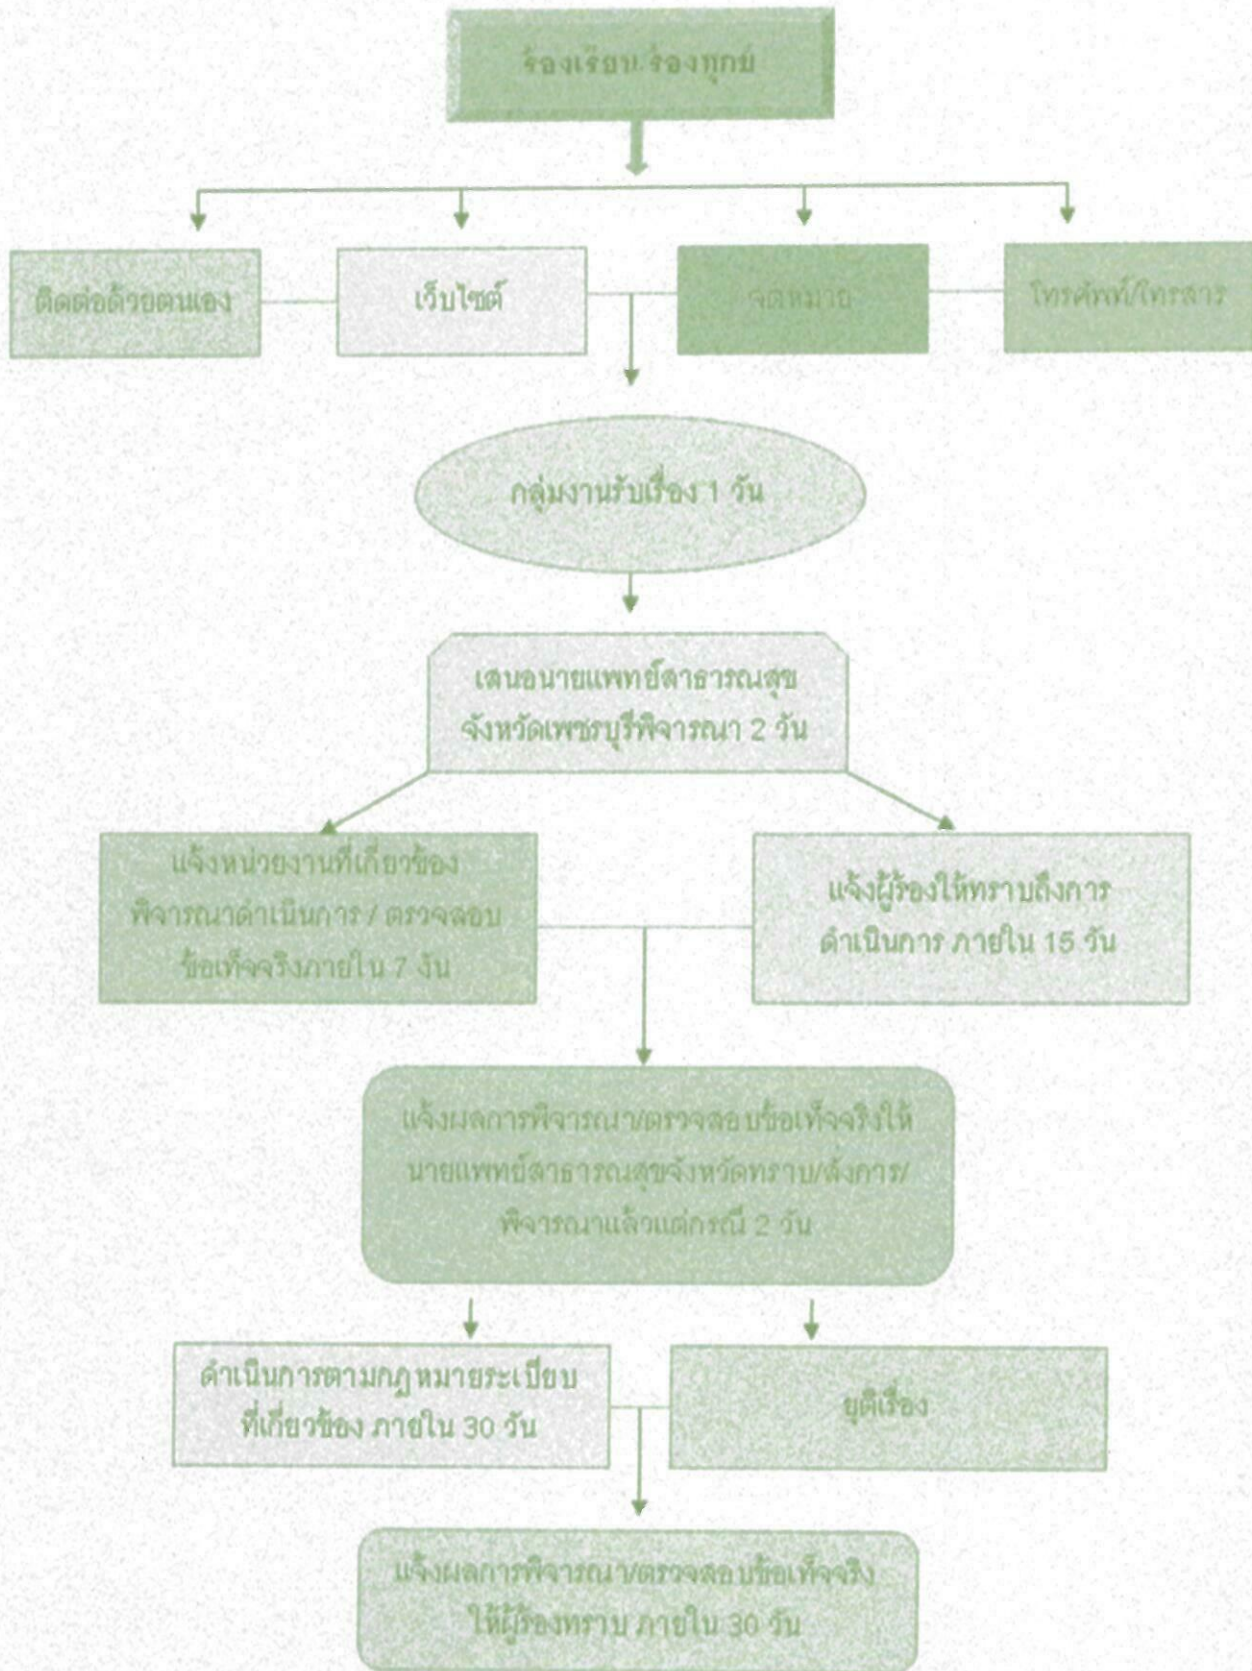 ร้องเรียน/ร้องทุกข์
ติดต่อด้วยตนเอง
เว็บไซต์
จดหมาย
โทรศัพท์/โทรสาร
กลุ่มงานรับเรื่อง 1 วัน
เสนอนายแพทย์สาธารณสุข
จังหวัดเพชรบุรีพิจารณา 2 วัน
แจ้งหน่วยงานที่เกี่ยวข้อง
พิจารณาดำเนินการ / ตรวจสอบ
ข้อเท็จจริงภายใน 7 วัน
แจ้งผู้ร้องให้ทราบถึงการ
ดำเนินการ ภายใน 15 วัน
แจ้งผลการพิจารณา/ตรวจสอบข้อเท็จจริงให้
นายแพทย์สาธารณสุขจังหวัดทราบ/สั่งการ/
พิจารณาแล้วแต่กรณี 2 วัน
ดำเนินการตามกฎหมายระเบียบ
ที่เกี่ยวข้อง ภายใน 30 วัน
ยุติเรื่อง
แจ้งผลการพิจารณา/ตรวจสอบข้อเท็จจริง
ให้ผู้ร้องทราบ ภายใน 30 วัน